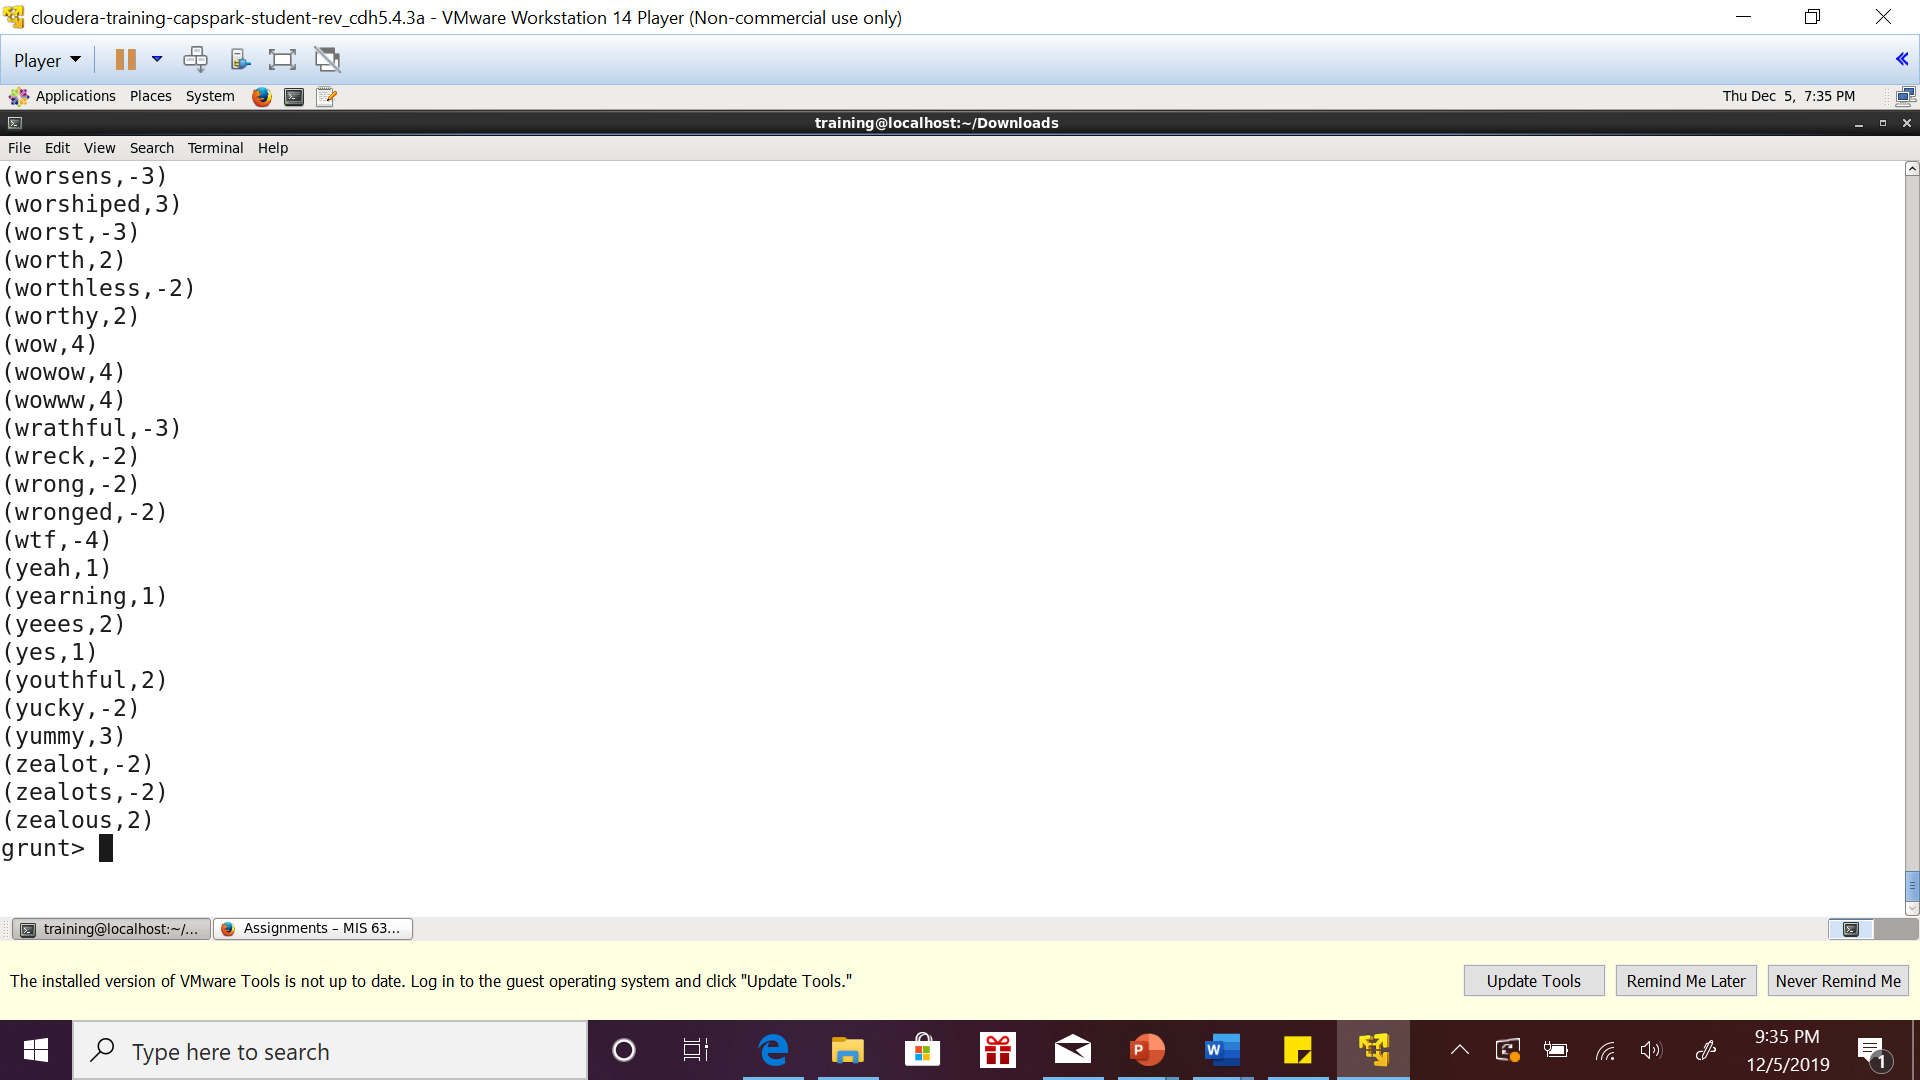 cloudera-training-capspark-student-rev_cdh5.4.3a - VMware Workstation 14 Player (Non-commercial use only)
Player
Applications Places System Thu Dec 5, 7:35 PM
training@localhost:~/Downloads
File Edit View Search Terminal Help
(worsens,-3)
(worshiped,3)
(worst,-3)
(worth,2)
(worthless,-2)
(worthy,2)
(wow,4)
(wowow,4)
(wowww,4)
(wrathful,-3)
(wreck,-2)
(wrong,-2)
(wronged,-2)
(wtf,-4)
(yeah,1)
(yearning,1)
(yeees,2)
(yes,1)
(youthful,2)
(yucky,-2)
(yummy,3)
(zealot,-2)
(zealots,-2)
(zealous,2)
grunt>
training@localhost:~/... Assignments – MIS 63...
The installed version of VMware Tools is not up to date. Log in to the guest operating system and click "Update Tools." Update Tools Remind Me Later Never Remind Me
Type here to search 9:35 PM
12/5/2019 1